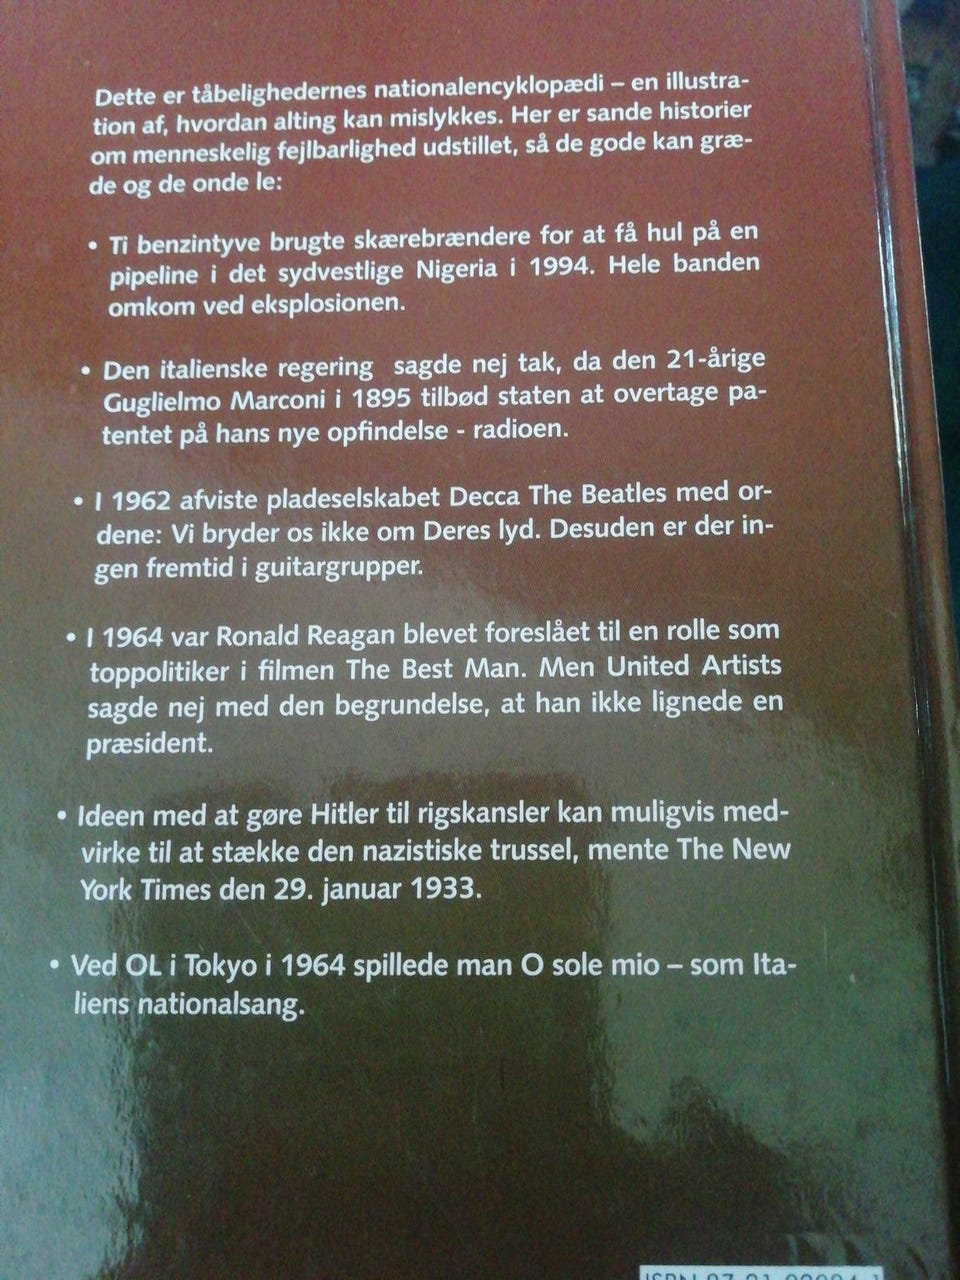 Dette er tåbelighedernes nationalencyklopædi – en illustra-
tion af, hvordan alting kan mislykkes. Her er sande historier
om menneskelig fejlbarlighed udstillet, så de gode kan græ-
de og de onde le:
• Ti benzintyve brugte skærebrændere for at få hul på en
pipeline i det sydvestlige Nigeria i 1994. Hele banden
omkom ved eksplosionen.
• Den italienske regering sagde nej tak, da den 21-årige
Guglielmo Marconi i 1895 tilbød staten at overtage pa-
tentet på hans nye opfindelse - radioen.
• I 1962 afviste pladeselskabet Decca The Beatles med or-
dene: Vi bryder os ikke om Deres lyd. Desuden er der in-
gen fremtid i guitargrupper.
• I 1964 var Ronald Reagan blevet foreslået til en rolle som
toppolitiker i filmen The Best Man. Men United Artists
sagde nej med den begrundelse, at han ikke lignede en
præsident.
• Ideen med at gøre Hitler til rigskansler kan muligvis med-
virke til at stække den nazistiske trussel, mente The New
York Times den 29. januar 1933.
• Ved OL i Tokyo i 1964 spillede man O sole mio – som Ita-
liens nationalsang.
ISBN